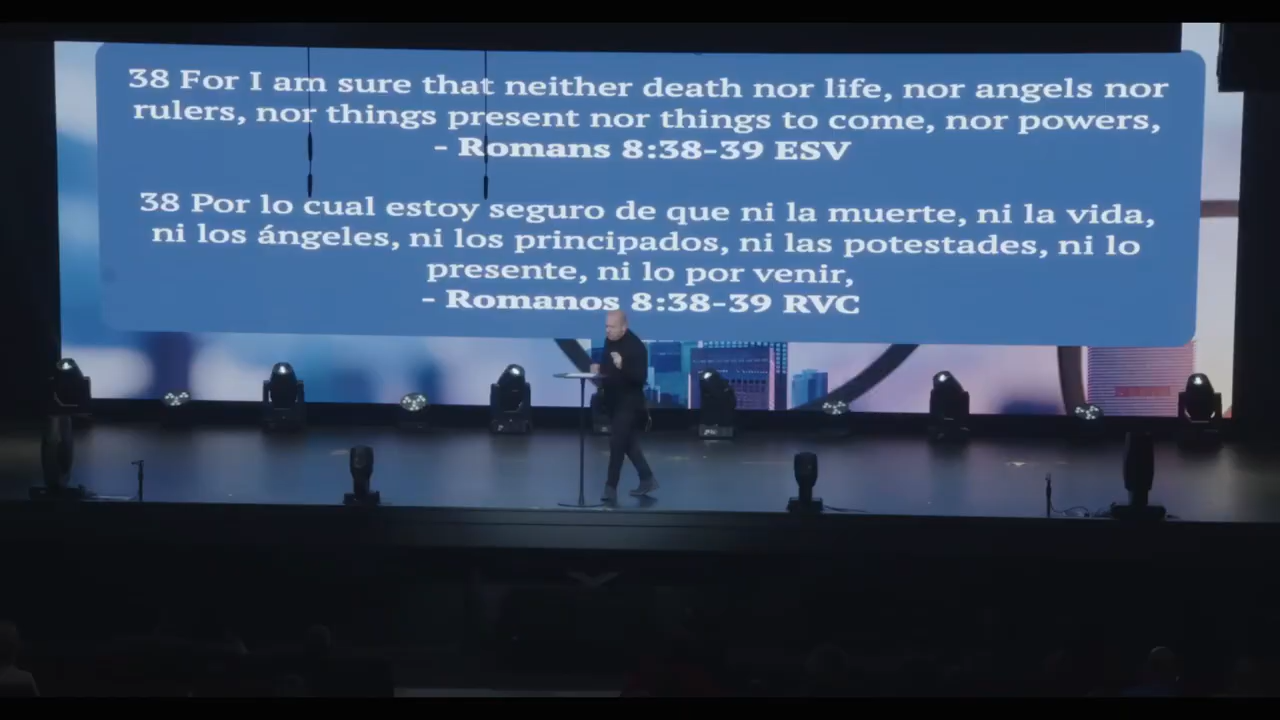 38 For I am sure that neither death nor life, nor angels nor
rulers, nor things present nor things to come, nor powers,
- Romans 8:38-39 ESV
38 Por lo cual estoy seguro de que ni la muerte, ni la vida,
ni los ángeles, ni los principados, ni las potestades, ni lo
presente, ni lo por venir,
- Romanos 8:38-39 RVC